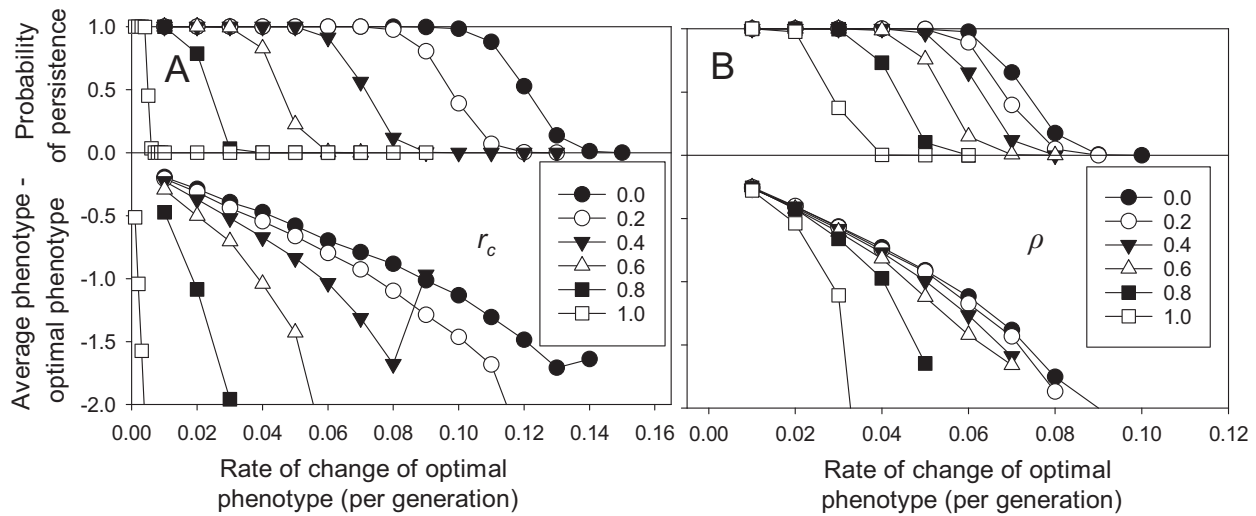 Probability
of persistence
Average phenotype -
optimal phenotype
1.0
0.5
0.0
-0.5
-1.0
-1.5
-2.0
A
r_c
0.0
0.2
0.4
0.6
0.8
1.0
0.00 0.02 0.04 0.06 0.08 0.10 0.12 0.14 0.16
Rate of change of optimal
phenotype (per generation)
B
ρ
0.0
0.2
0.4
0.6
0.8
1.0
0.00 0.02 0.04 0.06 0.08 0.10 0.12
Rate of change of optimal
phenotype (per generation)